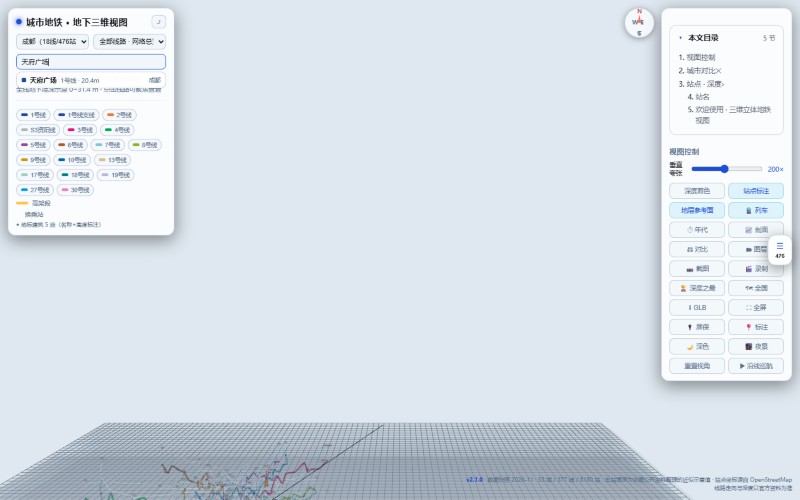 城市地铁 • 地下三维视图
J
成都（18线/476站
全部线路 · 网络总
天府广场
天府广场 1号线 · 20.4m 成都
1号线
1号线支线
2号线
S3资阳线
3号线
4号线
5号线
6号线
7号线
8号线
9号线
10号线
13号线
17号线
18号线
19号线
27号线
30号线
高架段
换乘站
N
W
E
S
本文目录 5 节
1. 视图控制
2. 城市对比×
3. 站点 · 深度›
4. 站名
5. 欢迎使用 · 三维立体地铁
视图
视图控制
垂直
夸张
200×
深度着色
站点标注
地层参考面
列车
年代
剖面
对比
图层
476
截图
录制
深度之最
全国
GLB
全屏
标注
深色
夜景
重置视角
沿线巡航